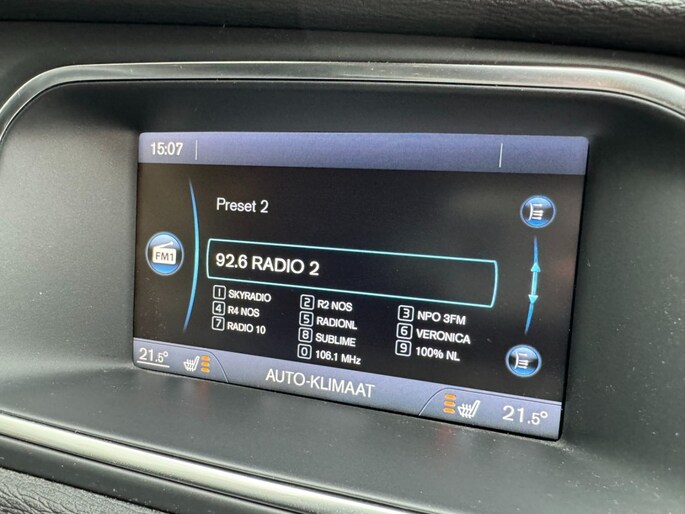 15:07
Preset 2
FM1
92.6 RADIO 2
1 SKYRADIO 2 R2 NOS 3 NPO 3FM
4 R4 NOS 5 RADIONL 6 VERONICA
7 RADIO 10 8 SUBLIME 9 100% NL
0 106.1 MHz
21.5° AUTO-KLIMAAT 21.5°